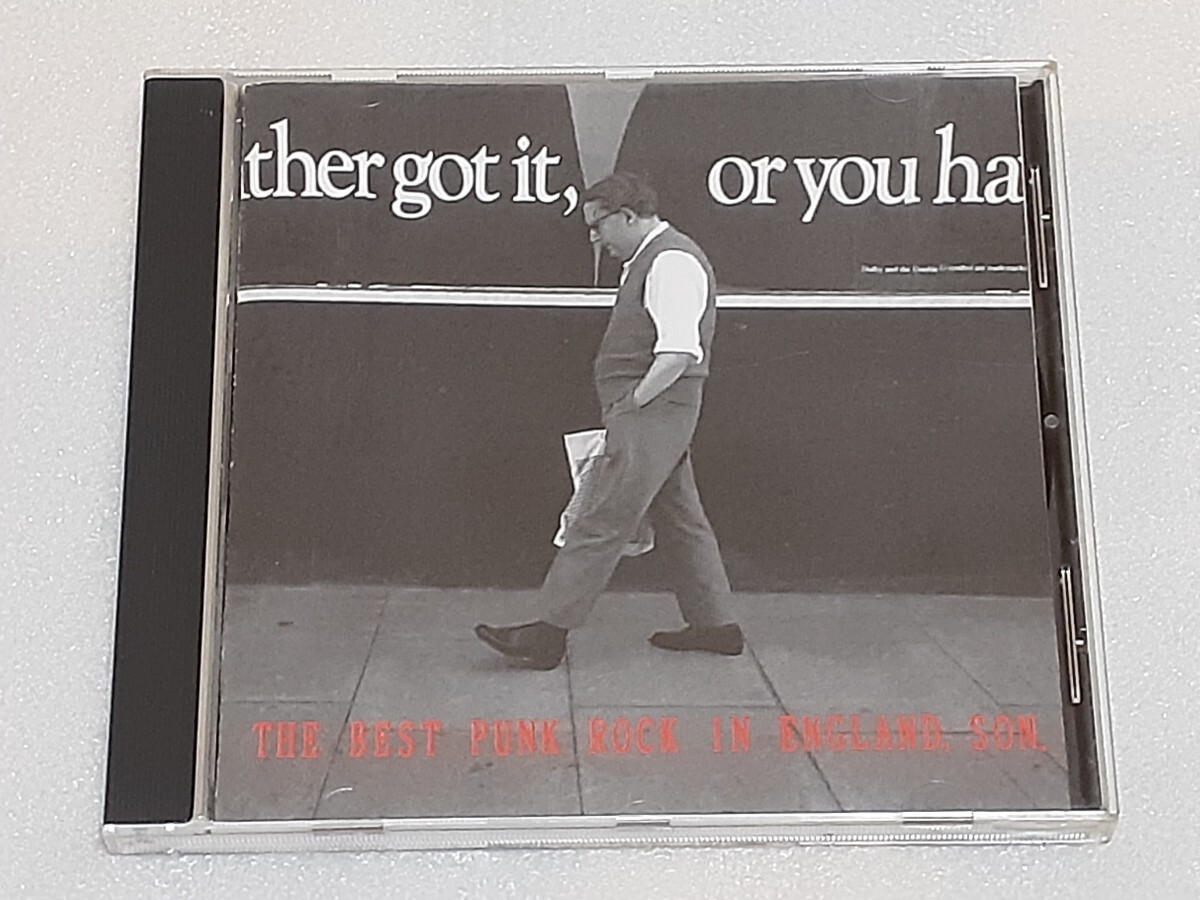 ther got it, or you ha
THE BEST PUNK ROCK IN ENGLAND, SON.